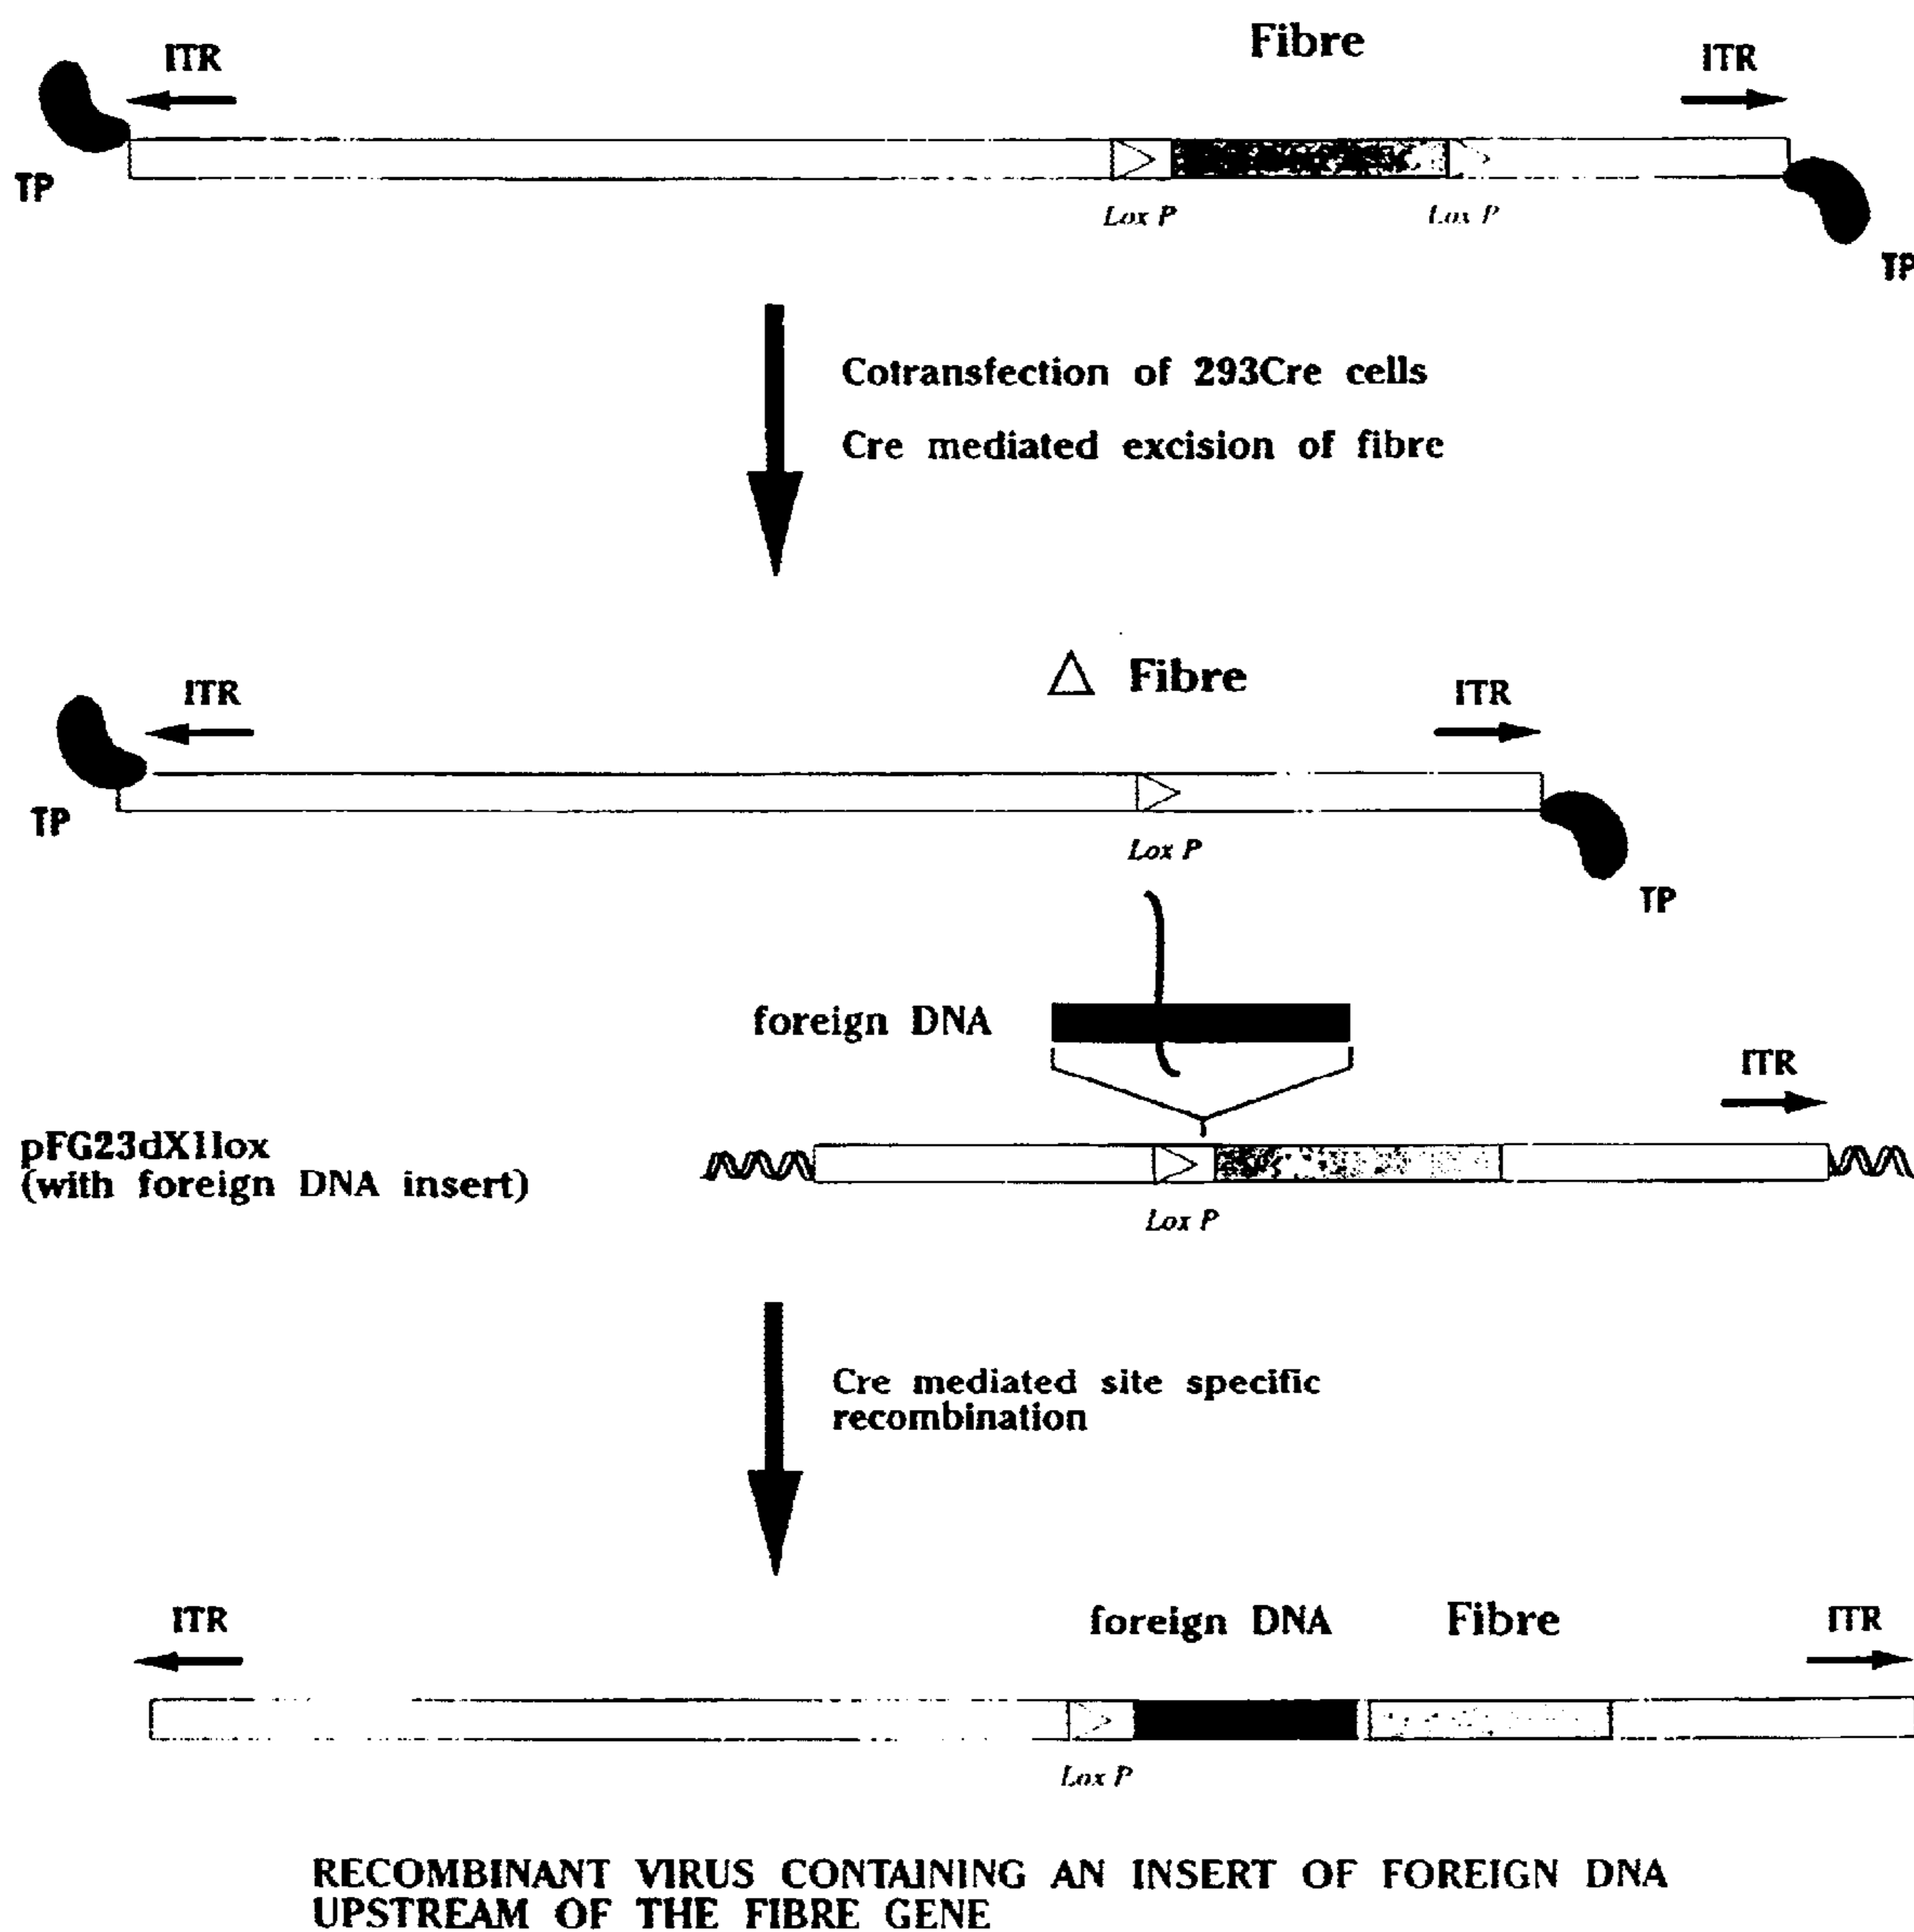 Fibre
ITR
ITR
TP
Lox P
Lox P
TP
Cotransfection of 293Cre cells
Cre mediated excision of fibre
△ Fibre
ITR
ITR
TP
Lox P
TP
foreign DNA
ITR
pFG23dX1lox
(with foreign DNA insert)
Lox P
Cre mediated site specific
recombination
ITR
foreign DNA
Fibre
ITR
Lox P
RECOMBINANT VIRUS CONTAINING AN INSERT OF FOREIGN DNA
UPSTREAM OF THE FIBRE GENE